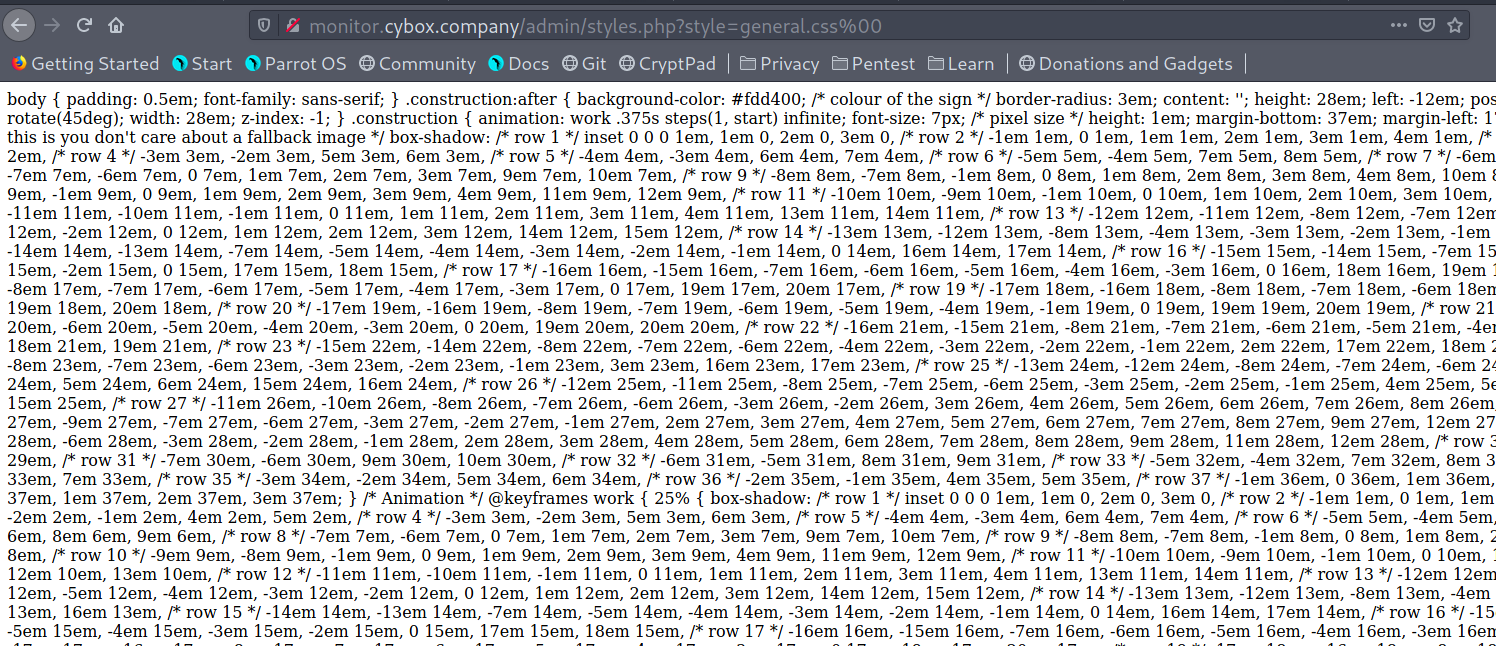 monitor.cybox.company/admin/styles.php?style=general.css%00
Getting Started Start Parrot OS Community Docs Git CryptPad Privacy Pentest Learn Donations and Gadgets
body { padding: 0.5em; font-family: sans-serif; } .construction:after { background-color: #fdd400; /* colour of the sign */ border-radius: 3em; content: ''; height: 28em; left: -12em; pos
rotate(45deg); width: 28em; z-index: -1; } .construction { animation: work .375s steps(1, start) infinite; font-size: 7px; /* pixel size */ height: 1em; margin-bottom: 37em; margin-left: 17
this is you don't care about a fallback image */ box-shadow: /* row 1 */ inset 0 0 0 1em, 1em 0, 2em 0, 3em 0, /* row 2 */ -1em 1em, 0 1em, 1em 1em, 2em 1em, 3em 1em, 4em 1em, /*
2em, /* row 4 */ -3em 3em, -2em 3em, 5em 3em, 6em 3em, /* row 5 */ -4em 4em, -3em 4em, 6em 4em, 7em 4em, /* row 6 */ -5em 5em, -4em 5em, 7em 5em, 8em 5em, /* row 7 */ -6em
-7em 7em, -6em 7em, 0 7em, 1em 7em, 2em 7em, 3em 7em, 9em 7em, 10em 7em, /* row 9 */ -8em 8em, -7em 8em, -1em 8em, 0 8em, 1em 8em, 2em 8em, 3em 8em, 4em 8em, 10em 8
9em, -1em 9em, 0 9em, 1em 9em, 2em 9em, 3em 9em, 4em 9em, 11em 9em, 12em 9em, /* row 11 */ -10em 10em, -9em 10em, -1em 10em, 0 10em, 1em 10em, 2em 10em, 3em 10em,
-11em 11em, -10em 11em, -1em 11em, 0 11em, 1em 11em, 2em 11em, 3em 11em, 4em 11em, 13em 11em, 14em 11em, /* row 13 */ -12em 12em, -11em 12em, -8em 12em, -7em 12em
12em, -2em 12em, 0 12em, 1em 12em, 2em 12em, 3em 12em, 14em 12em, 15em 12em, /* row 14 */ -13em 13em, -12em 13em, -8em 13em, -4em 13em, -3em 13em, -2em 13em, -1em
-14em 14em, -13em 14em, -7em 14em, -5em 14em, -4em 14em, -3em 14em, -2em 14em, -1em 14em, 0 14em, 16em 14em, 17em 14em, /* row 16 */ -15em 15em, -14em 15em, -7em 15
15em, -2em 15em, 0 15em, 17em 15em, 18em 15em, /* row 17 */ -16em 16em, -15em 16em, -7em 16em, -6em 16em, -5em 16em, -4em 16em, -3em 16em, 0 16em, 18em 16em, 19em 1
-8em 17em, -7em 17em, -6em 17em, -5em 17em, -4em 17em, -3em 17em, 0 17em, 19em 17em, 20em 17em, /* row 19 */ -17em 18em, -16em 18em, -8em 18em, -7em 18em, -6em 18em
19em 18em, 20em 18em, /* row 20 */ -17em 19em, -16em 19em, -8em 19em, -7em 19em, -6em 19em, -5em 19em, -4em 19em, -1em 19em, 0 19em, 19em 19em, 20em 19em, /* row 21
20em, -6em 20em, -5em 20em, -4em 20em, -3em 20em, 0 20em, 19em 20em, 20em 20em, /* row 22 */ -16em 21em, -15em 21em, -8em 21em, -7em 21em, -6em 21em, -5em 21em, -4em
18em 21em, 19em 21em, /* row 23 */ -15em 22em, -14em 22em, -8em 22em, -7em 22em, -6em 22em, -4em 22em, -3em 22em, -2em 22em, -1em 22em, 2em 22em, 17em 22em, 18em 2
-8em 23em, -7em 23em, -6em 23em, -3em 23em, -2em 23em, -1em 23em, 3em 23em, 16em 23em, 17em 23em, /* row 25 */ -13em 24em, -12em 24em, -8em 24em, -7em 24em, -6em 24
24em, 5em 24em, 6em 24em, 15em 24em, 16em 24em, /* row 26 */ -12em 25em, -11em 25em, -8em 25em, -7em 25em, -6em 25em, -3em 25em, -2em 25em, -1em 25em, 4em 25em, 5e
15em 25em, /* row 27 */ -11em 26em, -10em 26em, -8em 26em, -7em 26em, -6em 26em, -3em 26em, -2em 26em, 3em 26em, 4em 26em, 5em 26em, 6em 26em, 7em 26em, 8em 26em,
27em, -9em 27em, -7em 27em, -6em 27em, -3em 27em, -2em 27em, -1em 27em, 2em 27em, 3em 27em, 4em 27em, 5em 27em, 6em 27em, 7em 27em, 8em 27em, 9em 27em, 12em 27
28em, -6em 28em, -3em 28em, -2em 28em, -1em 28em, 2em 28em, 3em 28em, 4em 28em, 5em 28em, 6em 28em, 7em 28em, 8em 28em, 9em 28em, 11em 28em, 12em 28em, /* row 3
29em, /* row 31 */ -7em 30em, -6em 30em, 9em 30em, 10em 30em, /* row 32 */ -6em 31em, -5em 31em, 8em 31em, 9em 31em, /* row 33 */ -5em 32em, -4em 32em, 7em 32em, 8em 3
33em, 7em 33em, /* row 35 */ -3em 34em, -2em 34em, 5em 34em, 6em 34em, /* row 36 */ -2em 35em, -1em 35em, 4em 35em, 5em 35em, /* row 37 */ -1em 36em, 0 36em, 1em 36em,
37em, 1em 37em, 2em 37em, 3em 37em; } /* Animation */ @keyframes work { 25% { box-shadow: /* row 1 */ inset 0 0 0 1em, 1em 0, 2em 0, 3em 0, /* row 2 */ -1em 1em, 0 1em, 1em
-2em 2em, -1em 2em, 4em 2em, 5em 2em, /* row 4 */ -3em 3em, -2em 3em, 5em 3em, 6em 3em, /* row 5 */ -4em 4em, -3em 4em, 6em 4em, 7em 4em, /* row 6 */ -5em 5em, -4em 5em,
6em, 8em 6em, 9em 6em, /* row 8 */ -7em 7em, -6em 7em, 0 7em, 1em 7em, 2em 7em, 3em 7em, 9em 7em, 10em 7em, /* row 9 */ -8em 8em, -7em 8em, -1em 8em, 0 8em, 1em 8em, 2
8em, /* row 10 */ -9em 9em, -8em 9em, -1em 9em, 0 9em, 1em 9em, 2em 9em, 3em 9em, 4em 9em, 11em 9em, 12em 9em, /* row 11 */ -10em 10em, -9em 10em, -1em 10em, 0 10em, 1
12em 10em, 13em 10em, /* row 12 */ -11em 11em, -10em 11em, -1em 11em, 0 11em, 1em 11em, 2em 11em, 3em 11em, 4em 11em, 13em 11em, 14em 11em, /* row 13 */ -12em 12em
12em, -5em 12em, -4em 12em, -3em 12em, -2em 12em, 0 12em, 1em 12em, 2em 12em, 3em 12em, 14em 12em, 15em 12em, /* row 14 */ -13em 13em, -12em 13em, -8em 13em, -4em
13em, 16em 13em, /* row 15 */ -14em 14em, -13em 14em, -7em 14em, -5em 14em, -4em 14em, -3em 14em, -2em 14em, -1em 14em, 0 14em, 16em 14em, 17em 14em, /* row 16 */ -15
-5em 15em, -4em 15em, -3em 15em, -2em 15em, 0 15em, 17em 15em, 18em 15em, /* row 17 */ -16em 16em, -15em 16em, -7em 16em, -6em 16em, -5em 16em, -4em 16em, -3em 16em